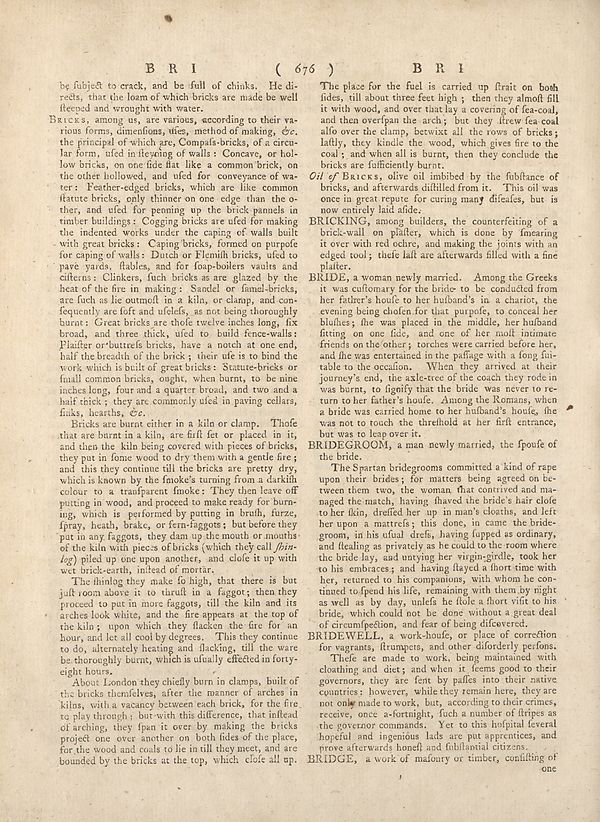 B R I ( 676 ) B R I
be ſubject to crack, and be full of chinks. He di-
rects, that the loam of which bricks are made be well
ſteeped and wrought with water.
BRICKS, among us, are various, according to their va-
rious forms, dimenſions, uſes, method of making, &c.
the principal of which are, Compaſs-bricks, of a circu-
lar form, uſed in ſteyning of walls: Concave, or hol-
low bricks, on one ſide flat like a common brick, on
the other hollowed, and uſed for conveyance of wa-
ter: Feather-edged bricks, which are like common
ſtatute bricks, only thinner on one edge than the o-
ther, and uſed for penning up the brick pannels in
timber buildings: Cogging bricks are uſed for making
the indented works under the caping of walls built
with great bricks: Caping bricks, formed on purpoſe
for caping of walls: Dutch or Flemiſh bricks, uſed to
pave yards, ſtables, and for ſoap-boilers vaults and
ciſterns: Clinkers, ſuch bricks as are glazed by the
heat of the fire in making: Sandel or ſamel-bricks,
are ſuch as lie outmoſt in a kiln, or clamp, and con-
ſequently are ſoft and uſeleſs, as not being thoroughly
burnt: Great bricks are thoſe twelve inches long, ſix
broad, and three thick, uſed to build fence-walls:
Plaiſter or buttreſs bricks, have a notch at one end,
half the breadth of the brick; their uſe is to bind the
work which is built of great bricks: Statute-bricks or
ſmall common bricks, ought, when burnt, to be nine
inches long, four and a quarter broad, and two and a
half thick; they are commonly uſed in paving cellars,
ſinks, hearths, &c.
Bricks are burnt either in a kiln or clamp. Thoſe
that are burnt in a kiln, are firſt ſet or placed in it,
and then the kiln being covered with pieces of bricks,
they put in ſome wood to dry them with a gentle fire;
and this they continue till the bricks are pretty dry,
which is known by the ſmoke's turning from a darkiſh
colour to a tranſparent ſmoke: They then leave off
putting in wood, and proceed to make ready for burn-
ing, which is performed by putting in bruſh, furze,
ſpray, heath, brake, or fern-faggots; but before they
put in any faggots, they dam up the mouth or mouths
of the kiln with pieces of bricks (which they call ſhin-
log) piled up one upon another, and cloſe it up with
wet brick-earth, inſtead of mortar.
The ſhinlog they make ſo high, that there is but
juſt room above it to thruſt in a faggot; then they
proceed to put in more faggots, till the kiln and its
arches look white, and the fire appears at the top of
the kiln; upon which they ſlacken the fire for an
hour, and let all cool by degrees. This they continue
to do, alternately heating and ſlacking, till the ware
be thoroughly burnt, which is uſually effected in forty-
eight hours.
About London they chiefly burn in clamps, built of
the bricks themſelves, after the manner of arches in
kilns, with a vacancy between each brick, for the fire
to play through; but with this difference, that inſtead
of arching, they ſpan it over by making the bricks
project one over another on both ſides of the place,
for the wood and coals to lie in till they meet, and are
bounded by the bricks at the top, which cloſe all up.
The place for the fuel is carried up ſtrait on both
ſides, till about three feet high; then they almoſt fill
it with wood, and over that lay a covering of ſea-coal,
and then overſpan the arch; but they ſtrew ſea coal
alſo over the clamp, betwixt all the rows of bricks;
laſtly, they kindle the wood, which gives fire to the
coal; and when all is burnt, then they conclude the
bricks are ſufficiently burnt.
Oil of BRICKS, olive oil imbibed by the ſubſtance of
bricks, and afterwards diſtilled from it. This oil was
once in great repute for curing many diſeaſes, but is
now entirely laid aſide.
BRICKING, among builders, the counterfeiting of a
brick-wall on plaiſter, which is done by ſmearing
it over with red ochre, and making the joints with an
edged tool; theſe laſt are afterwards filled with a fine
plaſter.
BRIDE, a woman newly married. Among the Greeks
it was cuſtomary for the bride to be conducted from
her father's houſe to her huſband's in a chariot, the
evening being choſen for that purpoſe, to conceal her
bluſhes; ſhe was placed in the middle, her huſband
ſitting on one ſide, and one of her moſt intimate
friends on the other; torches were carried before her,
and ſhe was entertained in the paſſage with a ſong ſui-
table to the occaſion. When they arrived at their
journey's end, the axle-tree of the coach they rode in
was burnt, to ſignify that the bride was never to re-
turn to her father's houſe. Among the Romans, when
a bride was carried home to her huſband's houſe, ſhe
was not to touch the threſhold at her firſt entrance,
but was to leap over it.
BRIDEGROOM, a man newly married, the ſpouſe of
the bride.
The Spartan bridegrooms committed a kind of rape
upon their brides; for matters being agreed on be-
tween them two, the woman that contrived and ma-
naged the match, having ſhaved the bride's hair cloſe
to her ſkin, dreſſed her up in man's cloaths, and left
her upon a mattreſs; this done, in came the bride-
groom, in his uſual dreſs, having ſupped as ordinary,
and ſtealing as privately as he could to the room where
the bride lay, and untying her virgin-girdle, took her
to his embraces; and having ſtayed a ſhort time with
her, returned to his companions, with whom he con-
tinued to ſpend his life, remaining with them by night
as well as by day, unleſs he ſtole a ſhort viſit to his
bride, which could not be done without a great deal
of circumſpection, and fear of being diſcovered.
BRIDEWELL, a work-houſe, or place of correction
for vagrants, ſtrumpets, and other diſorderly perſons.
Theſe are made to work, being maintained with
cloathing and diet; and when it ſeems good to their
governors, they are ſent by paſſes into their native
countries: however, while they remain here, they are
not only made to work, but, according to their crimes,
receive, once a-fortnight, ſuch a number of ſtripes as
the governor commands. Yet to this hoſpital ſeveral
hopeful and ingenious lads are put apprentices, and
prove afterwards honeſt and ſubſtantial citizens.
BRIDGE, a work of maſonry or timber, conſiſting of
one